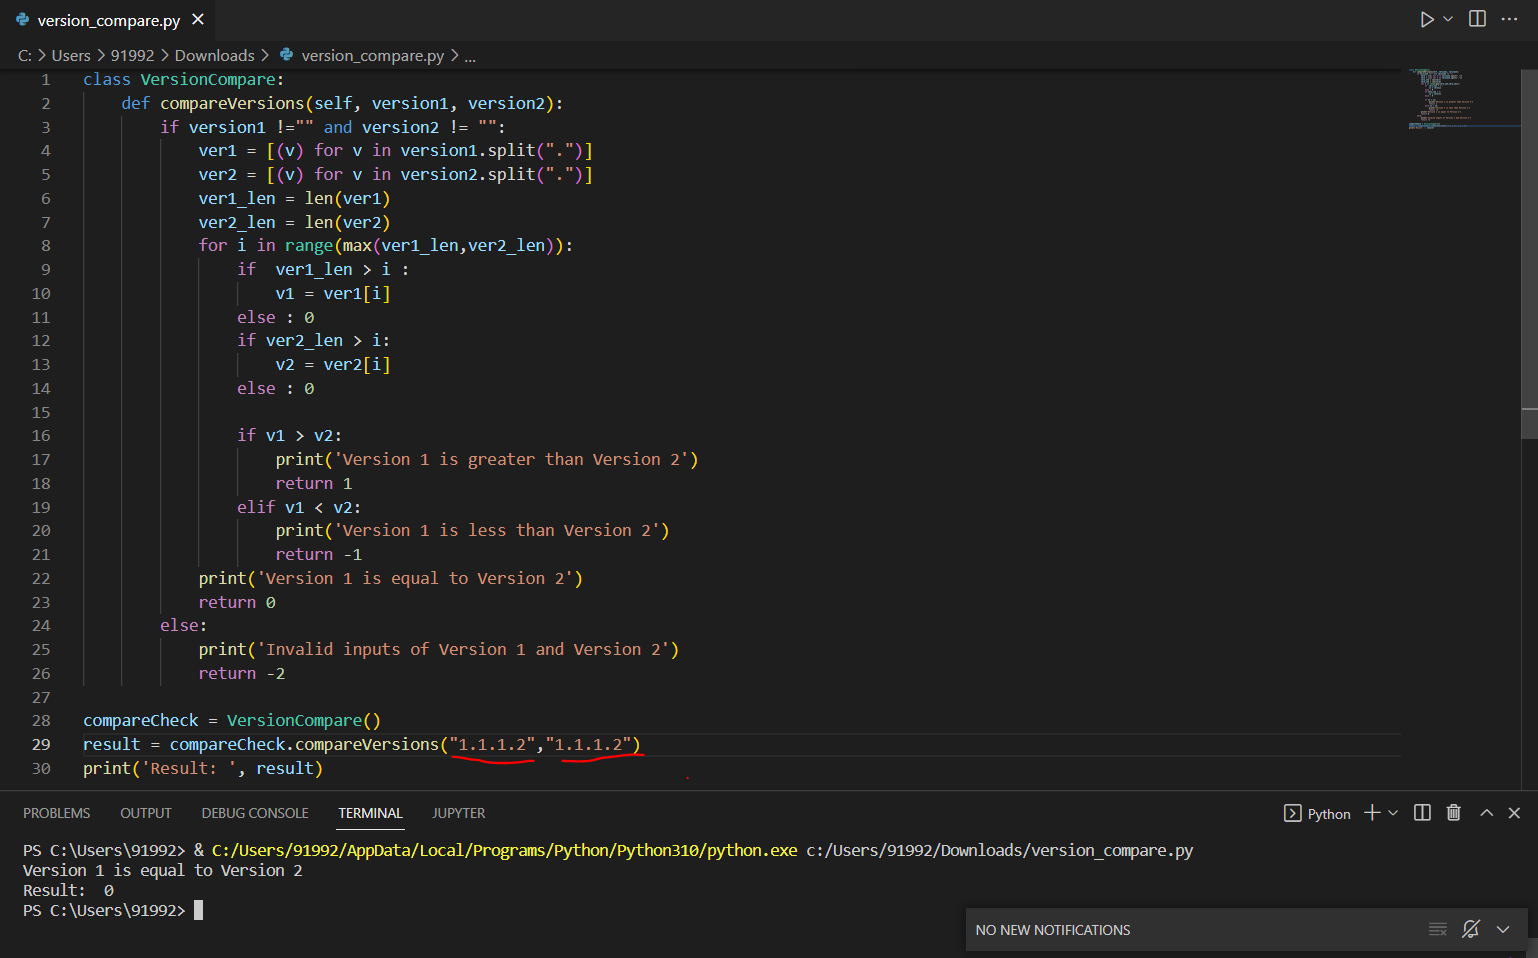 version_compare.py
C: > Users > 91992 > Downloads > version_compare.py > ...
1 class VersionCompare:
2     def compareVersions(self, version1, version2):
3         if version1 !="" and version2 != "":
4             ver1 = [(v) for v in version1.split(".")]
5             ver2 = [(v) for v in version2.split(".")]
6             ver1_len = len(ver1)
7             ver2_len = len(ver2)
8             for i in range(max(ver1_len,ver2_len)):
9                 if  ver1_len > i :
10                     v1 = ver1[i]
11                 else : 0
12                 if ver2_len > i:
13                     v2 = ver2[i]
14                 else : 0
15
16                 if v1 > v2:
17                     print('Version 1 is greater than Version 2')
18                     return 1
19                 elif v1 < v2:
20                     print('Version 1 is less than Version 2')
21                     return -1
22             print('Version 1 is equal to Version 2')
23             return 0
24         else:
25             print('Invalid inputs of Version 1 and Version 2')
26             return -2
27
28 compareCheck = VersionCompare()
29 result = compareCheck.compareVersions("1.1.1.2","1.1.1.2")
30 print('Result: ', result)
PROBLEMS OUTPUT DEBUG CONSOLE TERMINAL JUPYTER Python
PS C:\Users\91992> & C:/Users/91992/AppData/Local/Programs/Python/Python310/python.exe c:/Users/91992/Downloads/version_compare.py
Version 1 is equal to Version 2
Result:  0
PS C:\Users\91992>
NO NEW NOTIFICATIONS